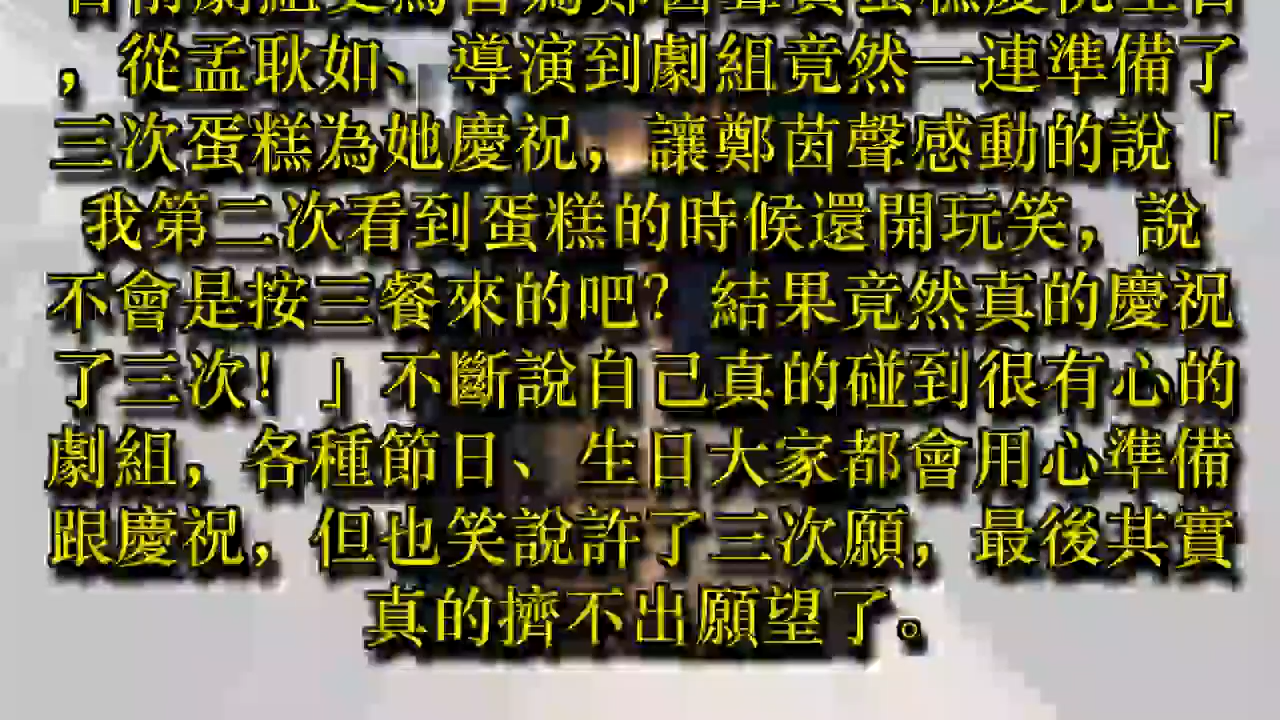 ，從孟耿如、導演到劇組竟然一連準備了
三次蛋糕為她慶祝，讓鄭茵聲感動的說「
我第二次看到蛋糕的時候還開玩笑，說
不會是按三餐來的吧？結果竟然真的慶祝
了三次！」不斷說自己真的碰到很有心的
劇組，各種節日、生日大家都會用心準備
跟慶祝，但也笑說許了三次願，最後其實
真的擠不出願望了。